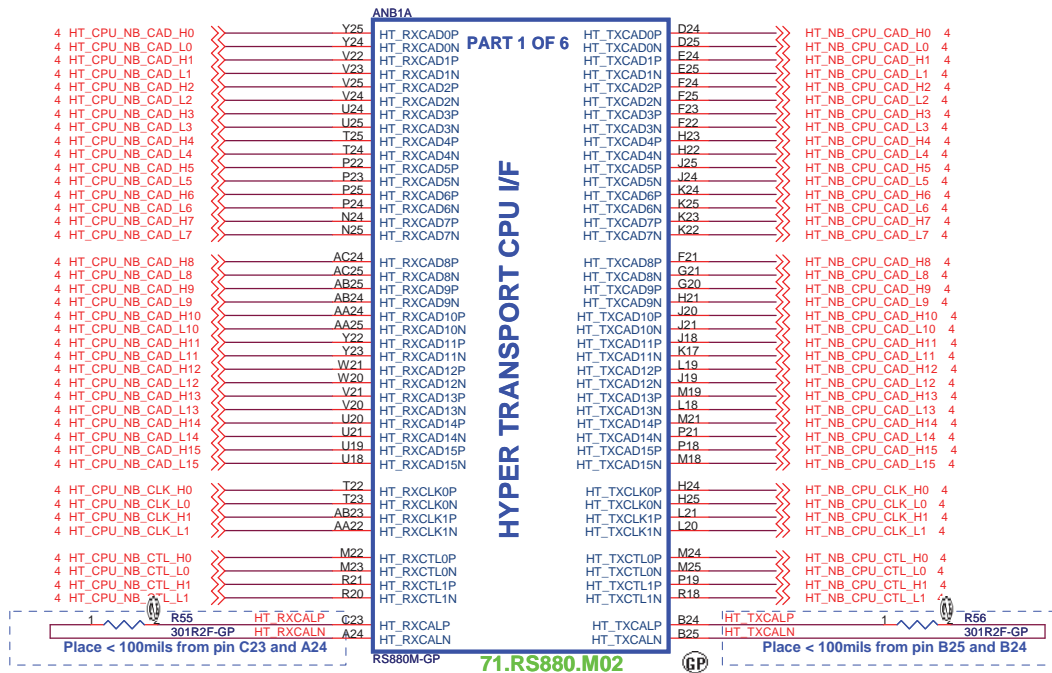 ANB1A
4 HT_CPU_NB_CAD_H0 Y25 HT_RXCAD0P PART 1 OF 6 HT_TXCAD0P D24 HT_NB_CPU_CAD_H0 4
4 HT_CPU_NB_CAD_L0 Y24 HT_RXCAD0N HT_TXCAD0N D25 HT_NB_CPU_CAD_L0 4
4 HT_CPU_NB_CAD_H1 V22 HT_RXCAD1P HT_TXCAD1P E24 HT_NB_CPU_CAD_H1 4
4 HT_CPU_NB_CAD_L1 V23 HT_RXCAD1N HT_TXCAD1N E25 HT_NB_CPU_CAD_L1 4
4 HT_CPU_NB_CAD_H2 V25 HT_RXCAD2P HT_TXCAD2P F24 HT_NB_CPU_CAD_H2 4
4 HT_CPU_NB_CAD_L2 V24 HT_RXCAD2N HT_TXCAD2N F25 HT_NB_CPU_CAD_L2 4
4 HT_CPU_NB_CAD_H3 U24 HT_RXCAD3P HT_TXCAD3P F23 HT_NB_CPU_CAD_H3 4
4 HT_CPU_NB_CAD_L3 U25 HT_RXCAD3N HT_TXCAD3N F22 HT_NB_CPU_CAD_L3 4
4 HT_CPU_NB_CAD_H4 T25 HT_RXCAD4P HT_TXCAD4P H23 HT_NB_CPU_CAD_H4 4
4 HT_CPU_NB_CAD_L4 T24 HT_RXCAD4N HT_TXCAD4N H22 HT_NB_CPU_CAD_L4 4
4 HT_CPU_NB_CAD_H5 P22 HT_RXCAD5P HT_TXCAD5P J25 HT_NB_CPU_CAD_H5 4
4 HT_CPU_NB_CAD_L5 P23 HT_RXCAD5N HT_TXCAD5N J24 HT_NB_CPU_CAD_L5 4
4 HT_CPU_NB_CAD_H6 P25 HT_RXCAD6P HT_TXCAD6P K24 HT_NB_CPU_CAD_H6 4
4 HT_CPU_NB_CAD_L6 P24 HT_RXCAD6N HT_TXCAD6N K25 HT_NB_CPU_CAD_L6 4
4 HT_CPU_NB_CAD_H7 N24 HT_RXCAD7P HT_TXCAD7P K23 HT_NB_CPU_CAD_H7 4
4 HT_CPU_NB_CAD_L7 N25 HT_RXCAD7N HT_TXCAD7N K22 HT_NB_CPU_CAD_L7 4
HYPER TRANSPORT CPU I/F
4 HT_CPU_NB_CAD_H8 AC24 HT_RXCAD8P HT_TXCAD8P F21 HT_NB_CPU_CAD_H8 4
4 HT_CPU_NB_CAD_L8 AC25 HT_RXCAD8N HT_TXCAD8N G21 HT_NB_CPU_CAD_L8 4
4 HT_CPU_NB_CAD_H9 AB25 HT_RXCAD9P HT_TXCAD9P G20 HT_NB_CPU_CAD_H9 4
4 HT_CPU_NB_CAD_L9 AB24 HT_RXCAD9N HT_TXCAD9N H21 HT_NB_CPU_CAD_L9 4
4 HT_CPU_NB_CAD_H10 AA24 HT_RXCAD10P HT_TXCAD10P J20 HT_NB_CPU_CAD_H10 4
4 HT_CPU_NB_CAD_L10 AA25 HT_RXCAD10N HT_TXCAD10N J21 HT_NB_CPU_CAD_L10 4
4 HT_CPU_NB_CAD_H11 Y22 HT_RXCAD11P HT_TXCAD11P J18 HT_NB_CPU_CAD_H11 4
4 HT_CPU_NB_CAD_L11 Y23 HT_RXCAD11N HT_TXCAD11N K17 HT_NB_CPU_CAD_L11 4
4 HT_CPU_NB_CAD_H12 W21 HT_RXCAD12P HT_TXCAD12P L19 HT_NB_CPU_CAD_H12 4
4 HT_CPU_NB_CAD_L12 W20 HT_RXCAD12N HT_TXCAD12N J19 HT_NB_CPU_CAD_L12 4
4 HT_CPU_NB_CAD_H13 V21 HT_RXCAD13P HT_TXCAD13P M19 HT_NB_CPU_CAD_H13 4
4 HT_CPU_NB_CAD_L13 V20 HT_RXCAD13N HT_TXCAD13N L18 HT_NB_CPU_CAD_L13 4
4 HT_CPU_NB_CAD_H14 U20 HT_RXCAD14P HT_TXCAD14P M21 HT_NB_CPU_CAD_H14 4
4 HT_CPU_NB_CAD_L14 U21 HT_RXCAD14N HT_TXCAD14N P21 HT_NB_CPU_CAD_L14 4
4 HT_CPU_NB_CAD_H15 U19 HT_RXCAD15P HT_TXCAD15P P18 HT_NB_CPU_CAD_H15 4
4 HT_CPU_NB_CAD_L15 U18 HT_RXCAD15N HT_TXCAD15N M18 HT_NB_CPU_CAD_L15 4
4 HT_CPU_NB_CLK_H0 T22 HT_RXCLK0P HT_TXCLK0P H24 HT_NB_CPU_CLK_H0 4
4 HT_CPU_NB_CLK_L0 T23 HT_RXCLK0N HT_TXCLK0N H25 HT_NB_CPU_CLK_L0 4
4 HT_CPU_NB_CLK_H1 AB23 HT_RXCLK1P HT_TXCLK1P L21 HT_NB_CPU_CLK_H1 4
4 HT_CPU_NB_CLK_L1 AA22 HT_RXCLK1N HT_TXCLK1N L20 HT_NB_CPU_CLK_L1 4
4 HT_CPU_NB_CTL_H0 M22 HT_RXCTL0P HT_TXCTL0P M24 HT_NB_CPU_CTL_H0 4
4 HT_CPU_NB_CTL_L0 M23 HT_RXCTL0N HT_TXCTL0N M25 HT_NB_CPU_CTL_L0 4
4 HT_CPU_NB_CTL_H1 R21 HT_RXCTL1P HT_TXCTL1P P19 HT_NB_CPU_CTL_H1 4
4 HT_CPU_NB_CTL_L1 R20 HT_RXCTL1N HT_TXCTL1N R18 HT_NB_CPU_CTL_L1 4
1 2 R55 HT_RXCALP C23 HT_RXCALP HT_TXCALP B24 HT_TXCALP 1 2 R56
301R2F-GP HT_RXCALN A24 HT_RXCALN HT_TXCALN B25 HT_TXCALN 301R2F-GP
Place < 100mils from pin C23 and A24 Place < 100mils from pin B25 and B24
RS880M-GP 71.RS880.M02 GP